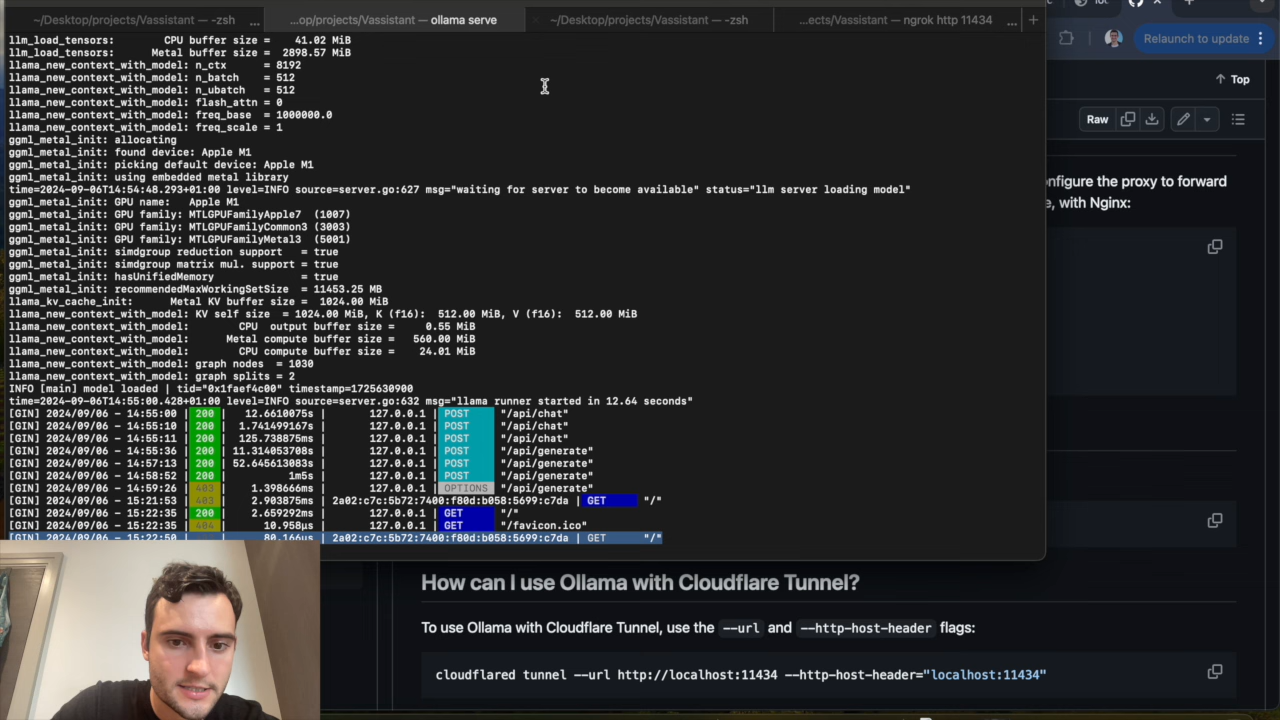 ~/Desktop/projects/Vassistant — -zsh ...
...op/projects/Vassistant — ollama serve
~/Desktop/projects/Vassistant — -zsh
...ects/Vassistant — ngrok http 11434 ...
Relaunch to update
llm_load_tensors: CPU buffer size = 41.02 MiB
llm_load_tensors: Metal buffer size = 2898.57 MiB
llama_new_context_with_model: n_ctx = 8192
llama_new_context_with_model: n_batch = 512
llama_new_context_with_model: n_ubatch = 512
llama_new_context_with_model: flash_attn = 0
llama_new_context_with_model: freq_base = 1000000.0
llama_new_context_with_model: freq_scale = 1
ggml_metal_init: allocating
ggml_metal_init: found device: Apple M1
ggml_metal_init: picking default device: Apple M1
ggml_metal_init: using embedded metal library
time=2024-09-06T14:54:48.293+01:00 level=INFO source=server.go:627 msg="waiting for server to become available" status="llm server loading model"
ggml_metal_init: GPU name: Apple M1
ggml_metal_init: GPU family: MTLGPUFamilyApple7 (1007)
ggml_metal_init: GPU family: MTLGPUFamilyCommon3 (3003)
ggml_metal_init: GPU family: MTLGPUFamilyMetal3 (5001)
ggml_metal_init: simdgroup reduction support = true
ggml_metal_init: simdgroup matrix mul. support = true
ggml_metal_init: hasUnifiedMemory = true
ggml_metal_init: recommendedMaxWorkingSetSize = 11453.25 MB
llama_kv_cache_init: Metal KV buffer size = 1024.00 MiB
llama_new_context_with_model: KV self size = 1024.00 MiB, K (f16): 512.00 MiB, V (f16): 512.00 MiB
llama_new_context_with_model: CPU output buffer size = 0.55 MiB
llama_new_context_with_model: Metal compute buffer size = 560.00 MiB
llama_new_context_with_model: CPU compute buffer size = 24.01 MiB
llama_new_context_with_model: graph nodes = 1030
llama_new_context_with_model: graph splits = 2
INFO [main] model loaded | tid="0x1faef4c00" timestamp=1725630900
time=2024-09-06T14:55:00.428+01:00 level=INFO source=server.go:632 msg="llama runner started in 12.64 seconds"
[GIN] 2024/09/06 - 14:55:00 | 200 | 12.6610075s | 127.0.0.1 | POST "/api/chat"
[GIN] 2024/09/06 - 14:55:10 | 200 | 1.741499167s | 127.0.0.1 | POST "/api/chat"
[GIN] 2024/09/06 - 14:55:11 | 200 | 125.738875ms | 127.0.0.1 | POST "/api/chat"
[GIN] 2024/09/06 - 14:55:36 | 200 | 11.314053708s | 127.0.0.1 | POST "/api/generate"
[GIN] 2024/09/06 - 14:57:13 | 200 | 52.645613083s | 127.0.0.1 | POST "/api/generate"
[GIN] 2024/09/06 - 14:58:52 | 200 | 1m5s | 127.0.0.1 | POST "/api/generate"
[GIN] 2024/09/06 - 14:59:26 | 403 | 1.398666ms | 127.0.0.1 | OPTIONS "/api/generate"
[GIN] 2024/09/06 - 15:21:53 | 403 | 2.903875ms | 2a02:c7c:5b72:7400:f80d:b058:5699:c7da | GET "/"
[GIN] 2024/09/06 - 15:22:35 | 200 | 2.659292ms | 127.0.0.1 | GET "/"
[GIN] 2024/09/06 - 15:22:35 | 404 | 10.958µs | 127.0.0.1 | GET "/favicon.ico"
[GIN] 2024/09/06 - 15:22:50 | | 80.166µs | 2a02:c7c:5b72:7400:f80d:b058:5699:c7da | GET "/"
Top
Raw
onfigure the proxy to forward
e, with Nginx:
How can I use Ollama with Cloudflare Tunnel?
To use Ollama with Cloudflare Tunnel, use the --url and --http-host-header flags:
cloudflared tunnel --url http://localhost:11434 --http-host-header="localhost:11434"